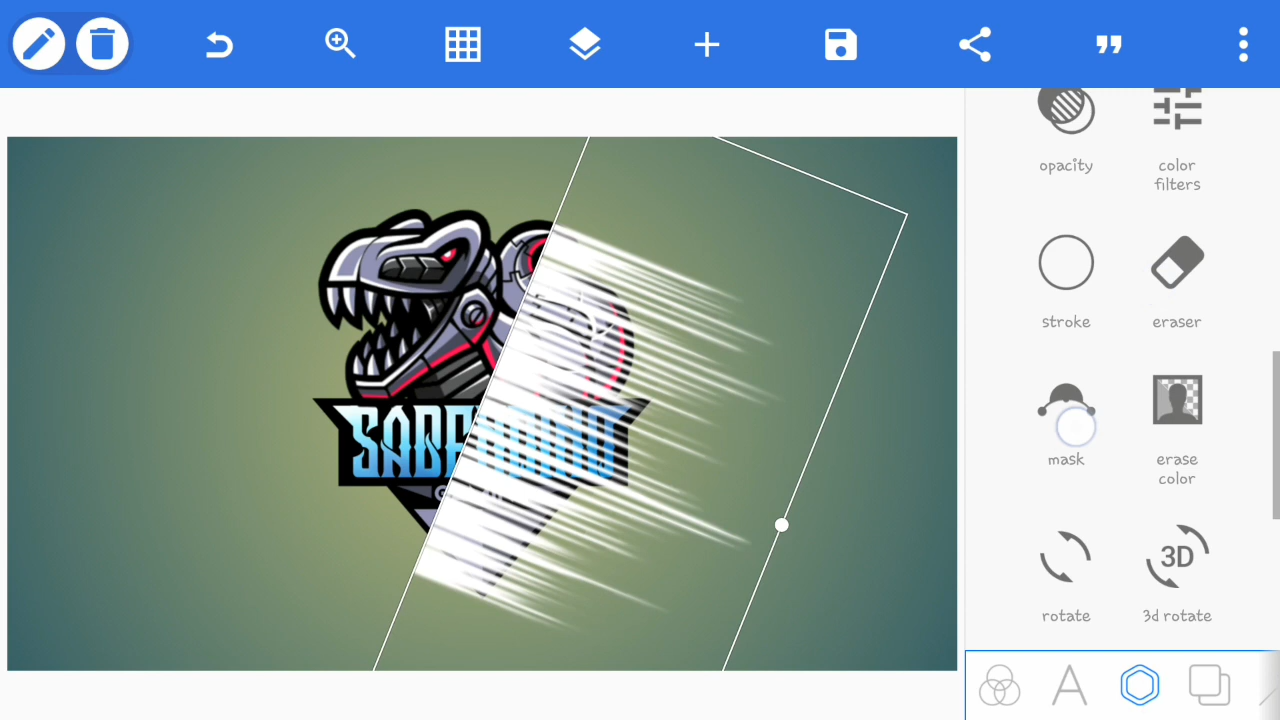 opacity
color
filters
stroke
eraser
mask
erase
color
rotate
3D
3d rotate